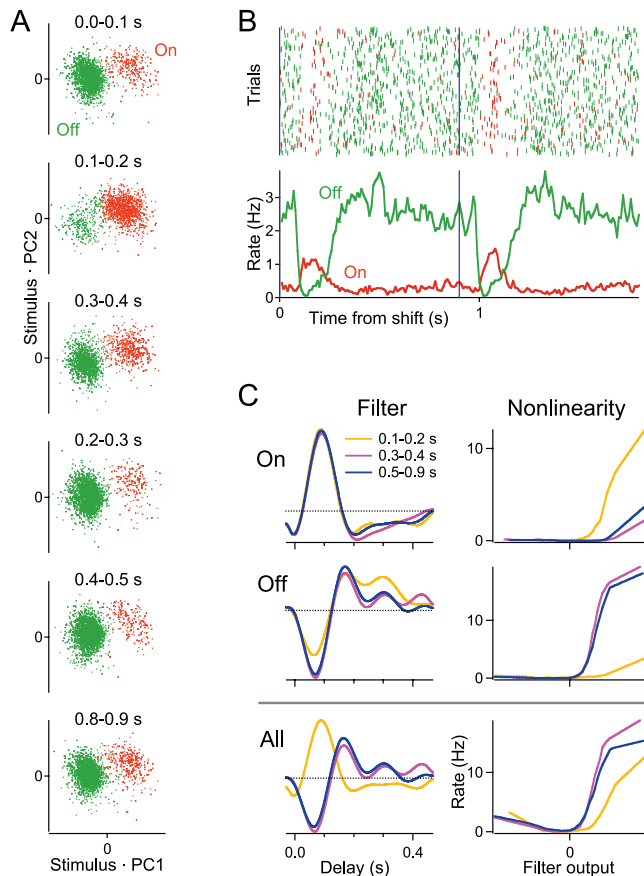 A
0.0-0.1 s
0
On
Off
0.1-0.2 s
0
0.3-0.4 s
0
0.2-0.3 s
0
0.4-0.5 s
0
0.8-0.9 s
0
0
Stimulus · PC2
Stimulus · PC1
B
Trials
Rate (Hz)
3
2
1
0
Off
On
0
1
Time from shift (s)
C
Filter
Nonlinearity
On
0.1-0.2 s
0.3-0.4 s
0.5-0.9 s
10
0
Off
10
0
All
Rate (Hz)
10
0
0.0
0.4
Delay (s)
0
Filter output